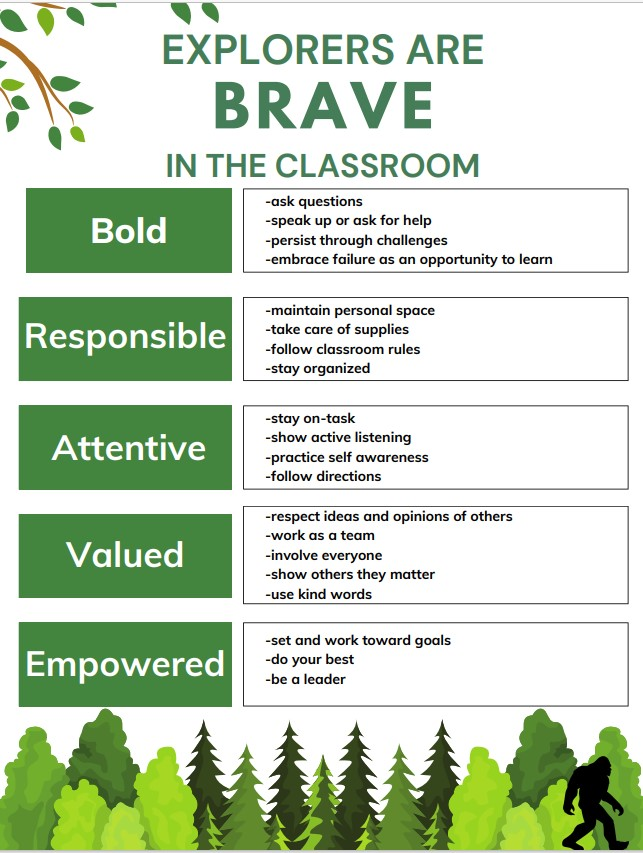 EXPLORERS ARE
BRAVE
IN THE CLASSROOM
Bold
-ask questions
-speak up or ask for help
-persist through challenges
-embrace failure as an opportunity to learn
Responsible
-maintain personal space
-take care of supplies
-follow classroom rules
-stay organized
Attentive
-stay on-task
-show active listening
-practice self awareness
-follow directions
Valued
-respect ideas and opinions of others
-work as a team
-involve everyone
-show others they matter
-use kind words
Empowered
-set and work toward goals
-do your best
-be a leader